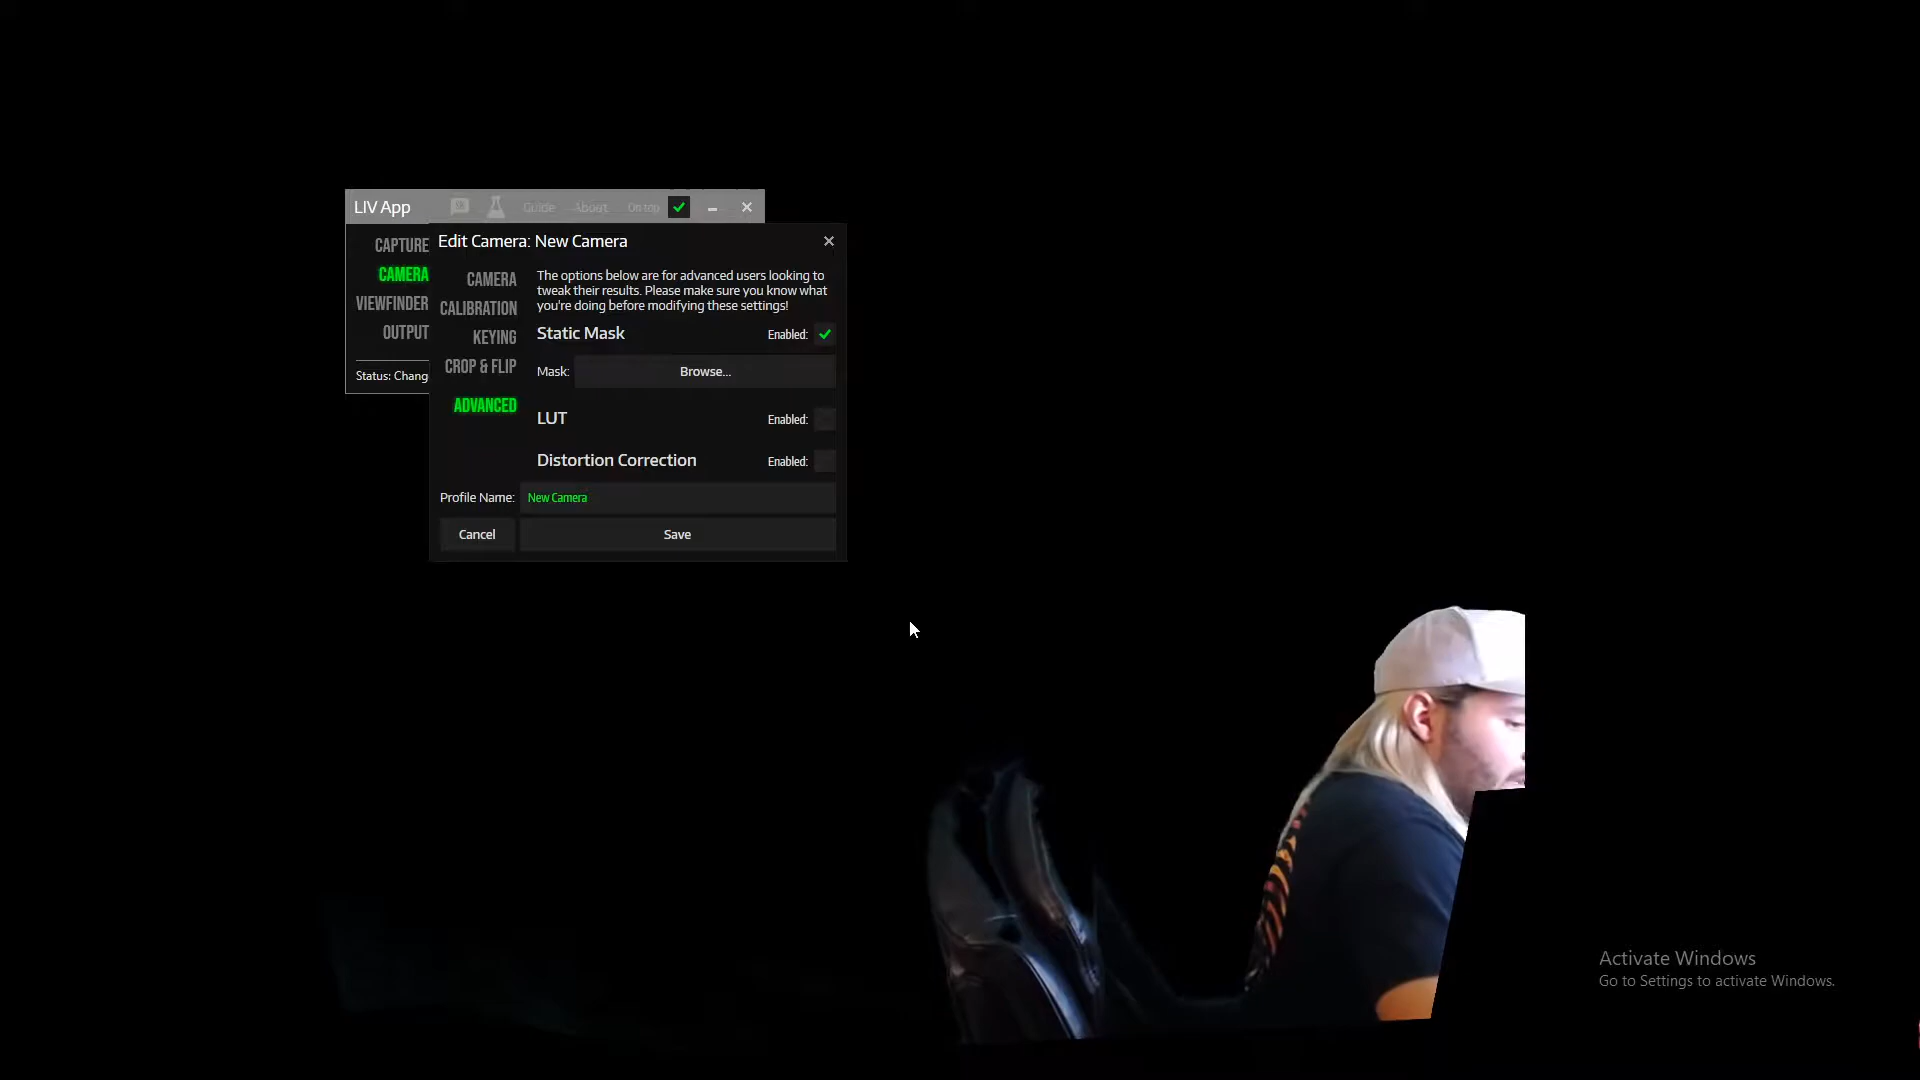 LIV App Guide About On top
CAPTURE
CAMERA
VIEWFINDER
OUTPUT
Status: Chang
Edit Camera: New Camera
CAMERA
CALIBRATION
KEYING
CROP & FLIP
ADVANCED
The options below are for advanced users looking to
tweak their results. Please make sure you know what
you're doing before modifying these settings!
Static Mask Enabled:
Mask: Browse...
LUT Enabled:
Distortion Correction Enabled:
Profile Name: New Camera
Cancel Save
Activate Windows
Go to Settings to activate Windows.